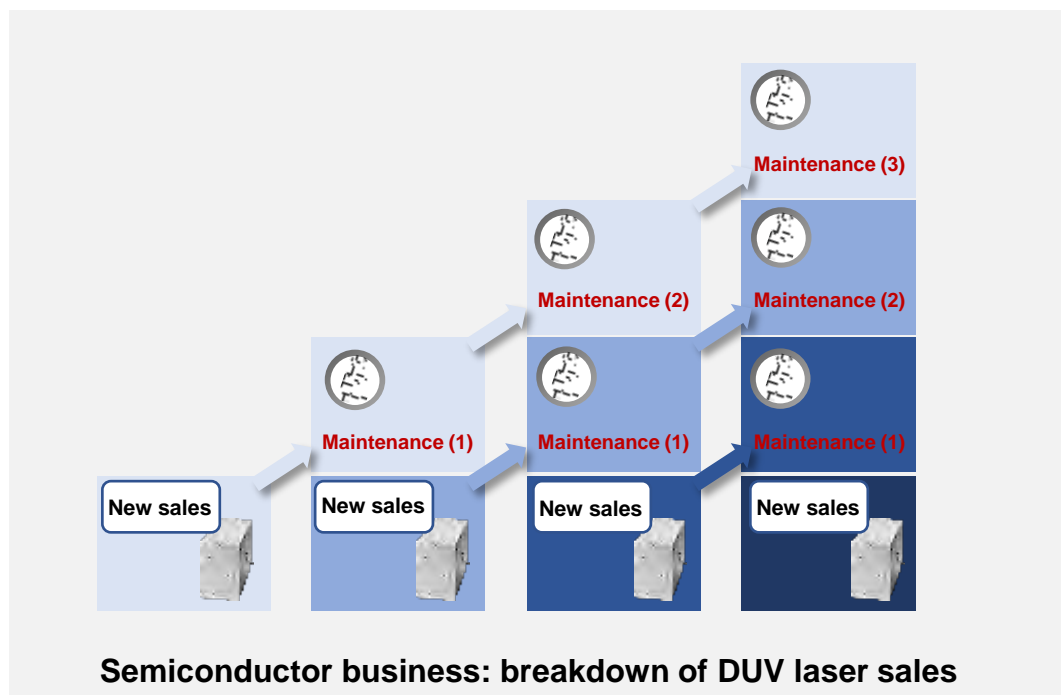 Maintenance (3)
Maintenance (2)
Maintenance (2)
Maintenance (1)
Maintenance (1)
Maintenance (1)
New sales
New sales
New sales
New sales
Semiconductor business: breakdown of DUV laser sales